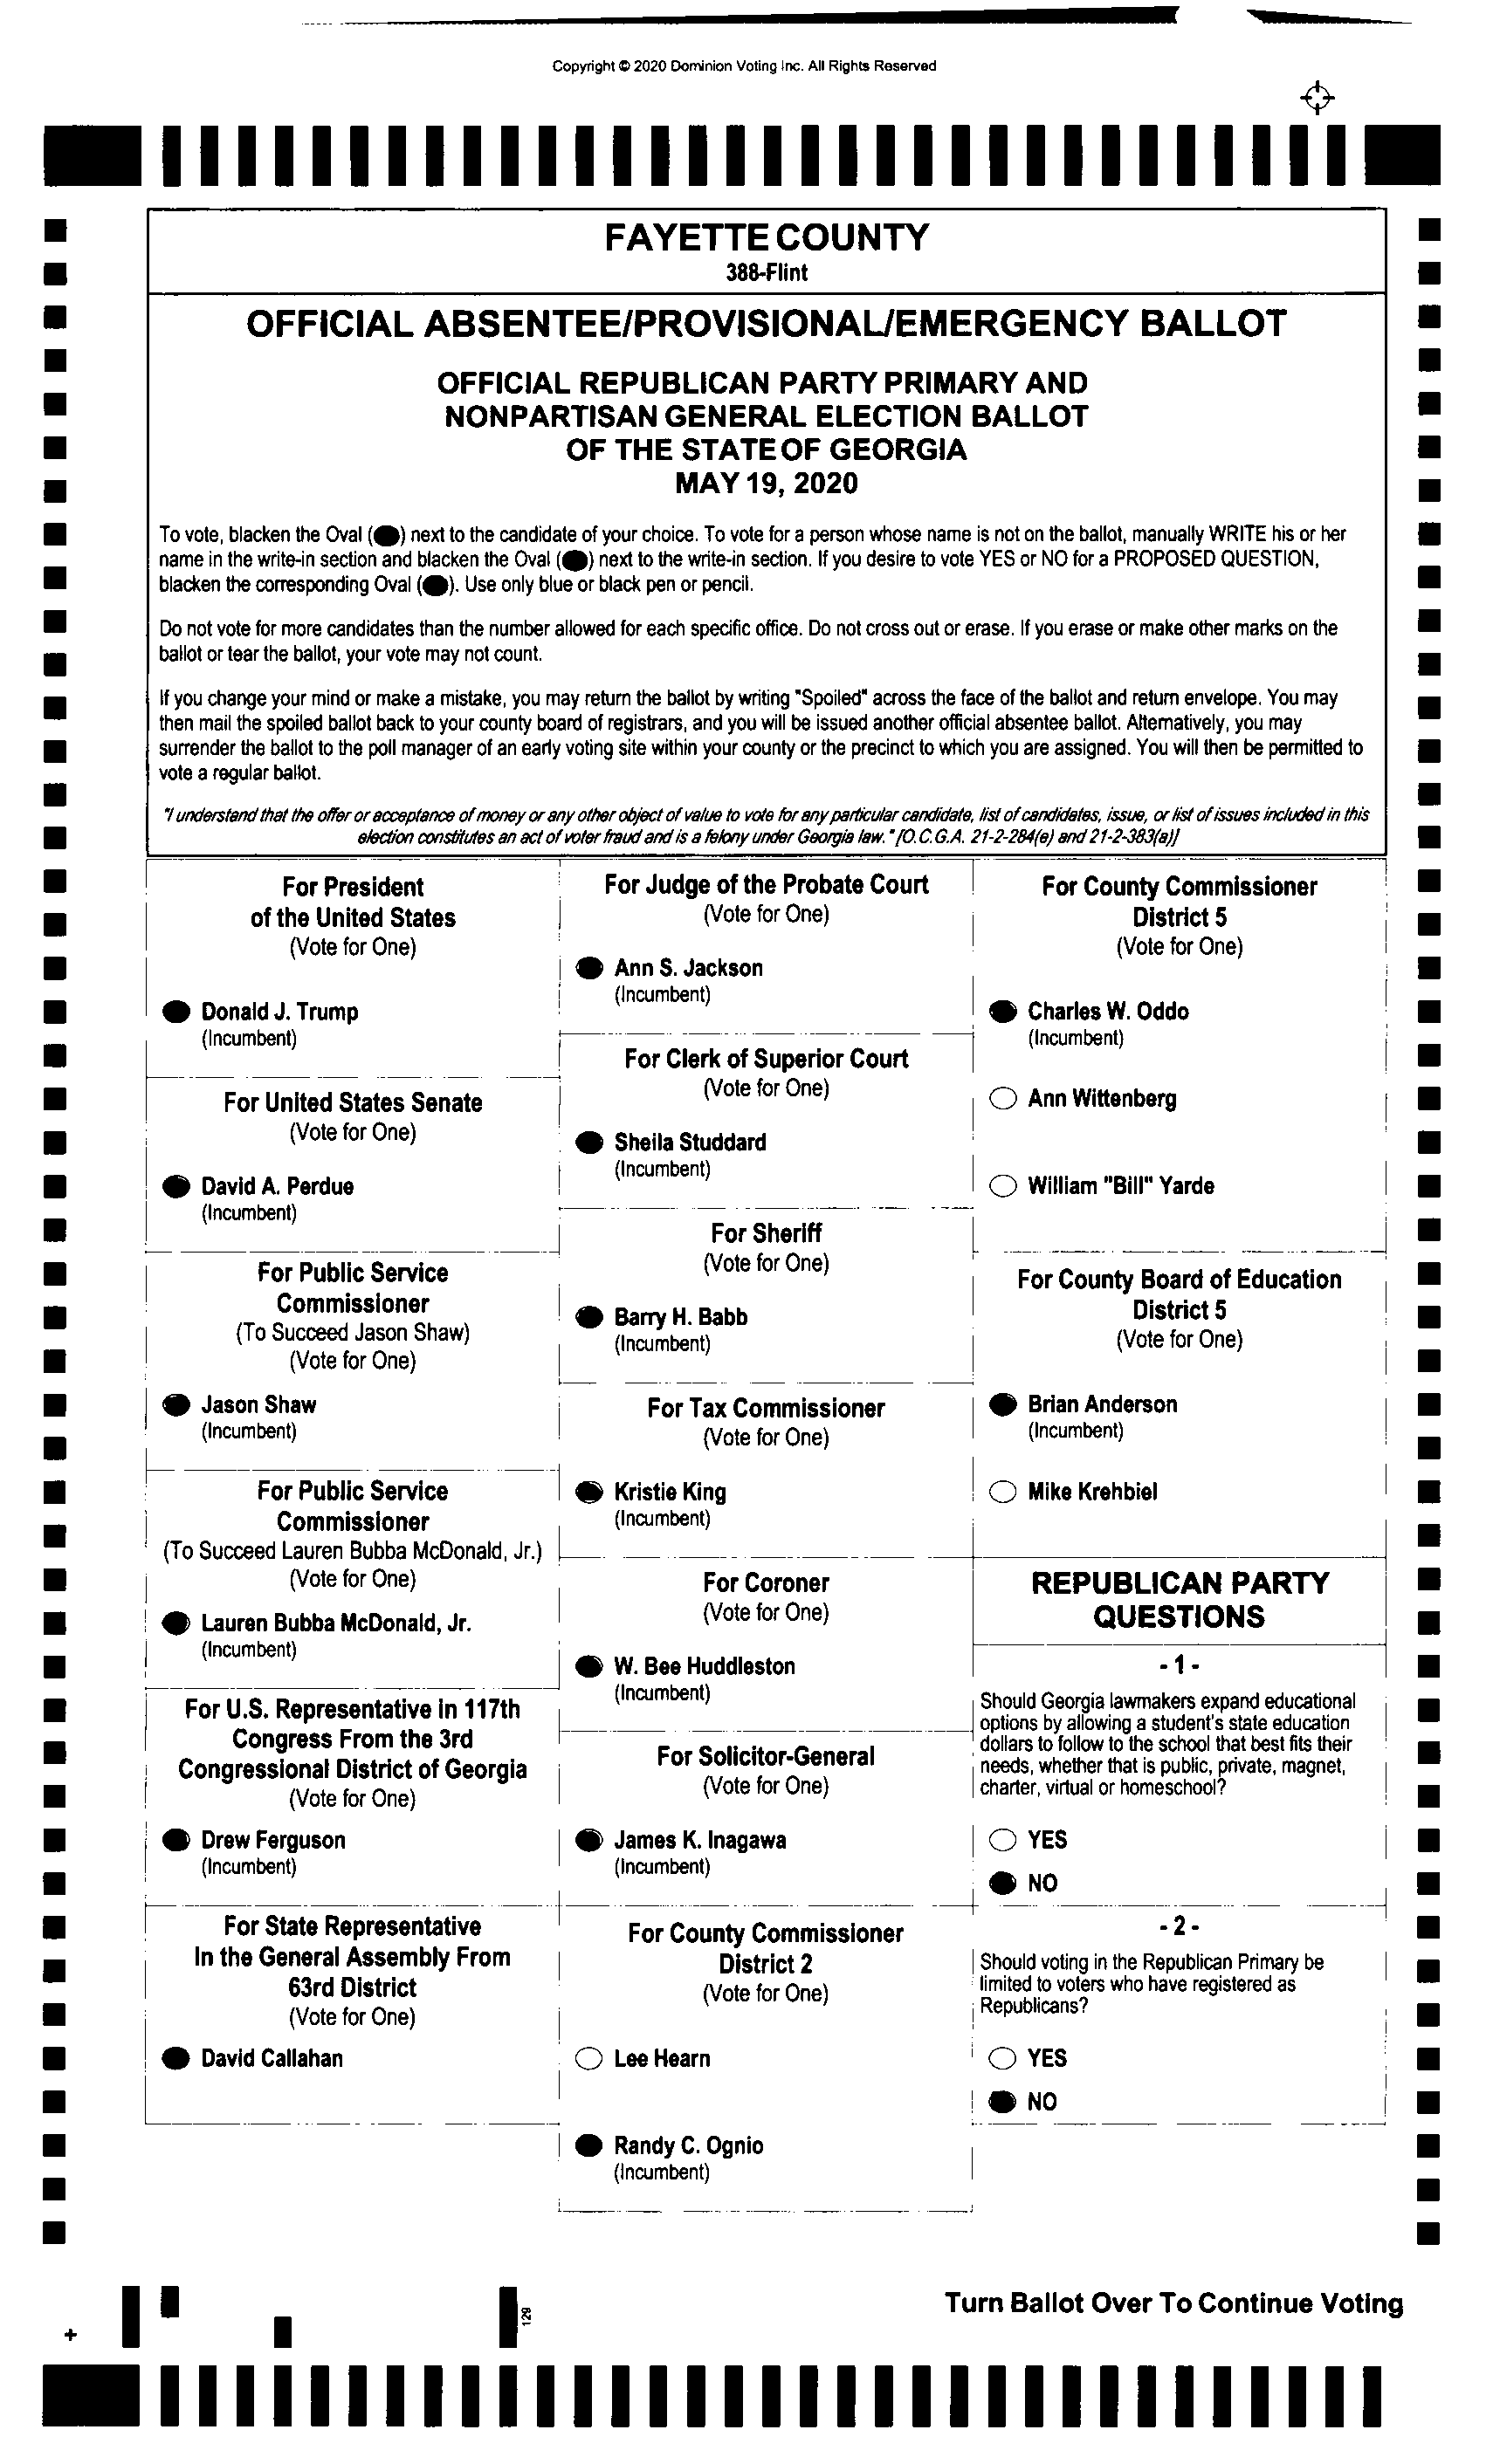 Copyright © 2020 Dominion Voting Inc. All Rights Reserved
FAYETTE COUNTY
388-Flint
OFFICIAL ABSENTEE/PROVISIONAL/EMERGENCY BALLOT
OFFICIAL REPUBLICAN PARTY PRIMARY AND
NONPARTISAN GENERAL ELECTION BALLOT
OF THE STATE OF GEORGIA
MAY 19, 2020
To vote, blacken the Oval ( ) next to the candidate of your choice. To vote for a person whose name is not on the ballot, manually WRITE his or her
name in the write-in section and blacken the Oval ( ) next to the write-in section. If you desire to vote YES or NO for a PROPOSED QUESTION,
blacken the corresponding Oval ( ). Use only blue or black pen or pencil.
Do not vote for more candidates than the number allowed for each specific office. Do not cross out or erase. If you erase or make other marks on the
ballot or tear the ballot, your vote may not count.
If you change your mind or make a mistake, you may return the ballot by writing "Spoiled" across the face of the ballot and return envelope. You may
then mail the spoiled ballot back to your county board of registrars, and you will be issued another official absentee ballot. Alternatively, you may
surrender the ballot to the poll manager of an early voting site within your county or the precinct to which you are assigned. You will then be permitted to
vote a regular ballot.
"I understand that the offer or acceptance of money or any other object of value to vote for any particular candidate, list of candidates, issue, or list of issues included in this
election constitutes an act of voter fraud and is a felony under Georgia law." [O.C.G.A. 21-2-284(e) and 21-2-383(a)]
For President
of the United States
(Vote for One)
Donald J. Trump
(Incumbent)
For United States Senate
(Vote for One)
David A. Perdue
(Incumbent)
For Public Service
Commissioner
(To Succeed Jason Shaw)
(Vote for One)
Jason Shaw
(Incumbent)
For Public Service
Commissioner
(To Succeed Lauren Bubba McDonald, Jr.)
(Vote for One)
Lauren Bubba McDonald, Jr.
(Incumbent)
For U.S. Representative in 117th
Congress From the 3rd
Congressional District of Georgia
(Vote for One)
Drew Ferguson
(Incumbent)
For State Representative
In the General Assembly From
63rd District
(Vote for One)
David Callahan
For Judge of the Probate Court
(Vote for One)
Ann S. Jackson
(Incumbent)
For Clerk of Superior Court
(Vote for One)
Sheila Studdard
(Incumbent)
For Sheriff
(Vote for One)
Barry H. Babb
(Incumbent)
For Tax Commissioner
(Vote for One)
Kristie King
(Incumbent)
For Coroner
(Vote for One)
W. Bee Huddleston
(Incumbent)
For Solicitor-General
(Vote for One)
James K. Inagawa
(Incumbent)
For County Commissioner
District 2
(Vote for One)
Lee Hearn
Randy C. Ognio
(Incumbent)
For County Commissioner
District 5
(Vote for One)
Charles W. Oddo
(Incumbent)
Ann Wittenberg
William "Bill" Yarde
For County Board of Education
District 5
(Vote for One)
Brian Anderson
(Incumbent)
Mike Krehbiel
REPUBLICAN PARTY
QUESTIONS
- 1 -
Should Georgia lawmakers expand educational
options by allowing a student's state education
dollars to follow to the school that best fits their
needs, whether that is public, private, magnet,
charter, virtual or homeschool?
YES
NO
- 2 -
Should voting in the Republican Primary be
limited to voters who have registered as
Republicans?
YES
NO
Turn Ballot Over To Continue Voting
129
+